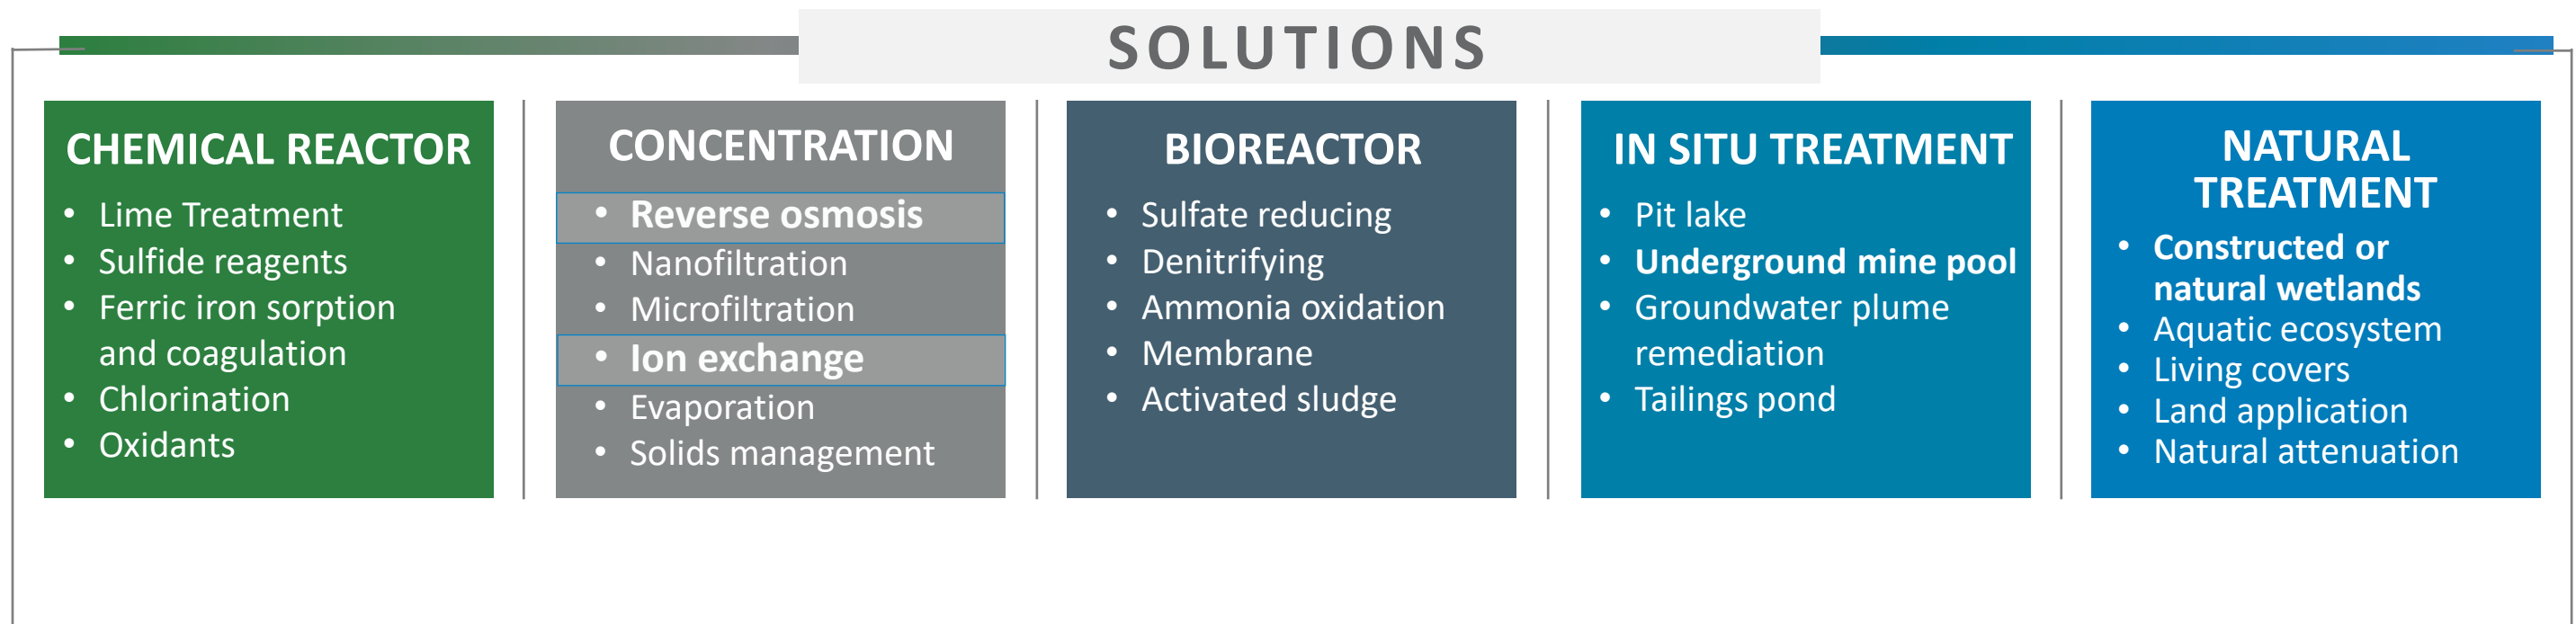 SOLUTIONS
CHEMICAL REACTOR
• Lime Treatment
• Sulfide reagents
• Ferric iron sorption
and coagulation
• Chlorination
• Oxidants
CONCENTRATION
• Reverse osmosis
• Nanofiltration
• Microfiltration
• Ion exchange
• Evaporation
• Solids management
BIOREACTOR
• Sulfate reducing
• Denitrifying
• Ammonia oxidation
• Membrane
• Activated sludge
IN SITU TREATMENT
• Pit lake
• Underground mine pool
• Groundwater plume
remediation
• Tailings pond
NATURAL
TREATMENT
• Constructed or
natural wetlands
• Aquatic ecosystem
• Living covers
• Land application
• Natural attenuation